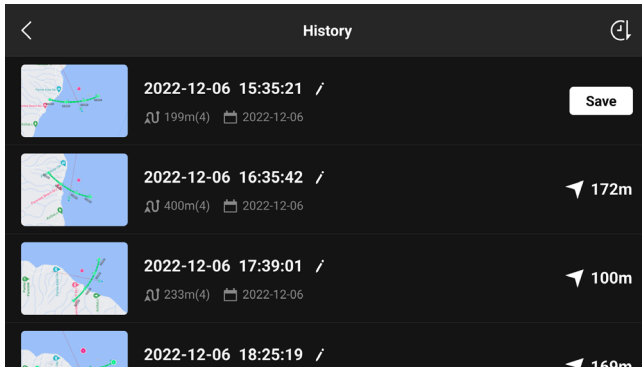 History
2022-12-06 15:35:21
199m(4) 2022-12-06
Save
2022-12-06 16:35:42
400m(4) 2022-12-06
172m
2022-12-06 17:39:01
233m(4) 2022-12-06
100m
2022-12-06 18:25:19
169m